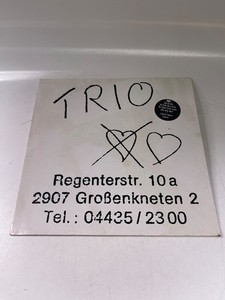 TRIO
Regenterstr. 10 a
2907 Großenkneten 2
Tel.: 04435/2300